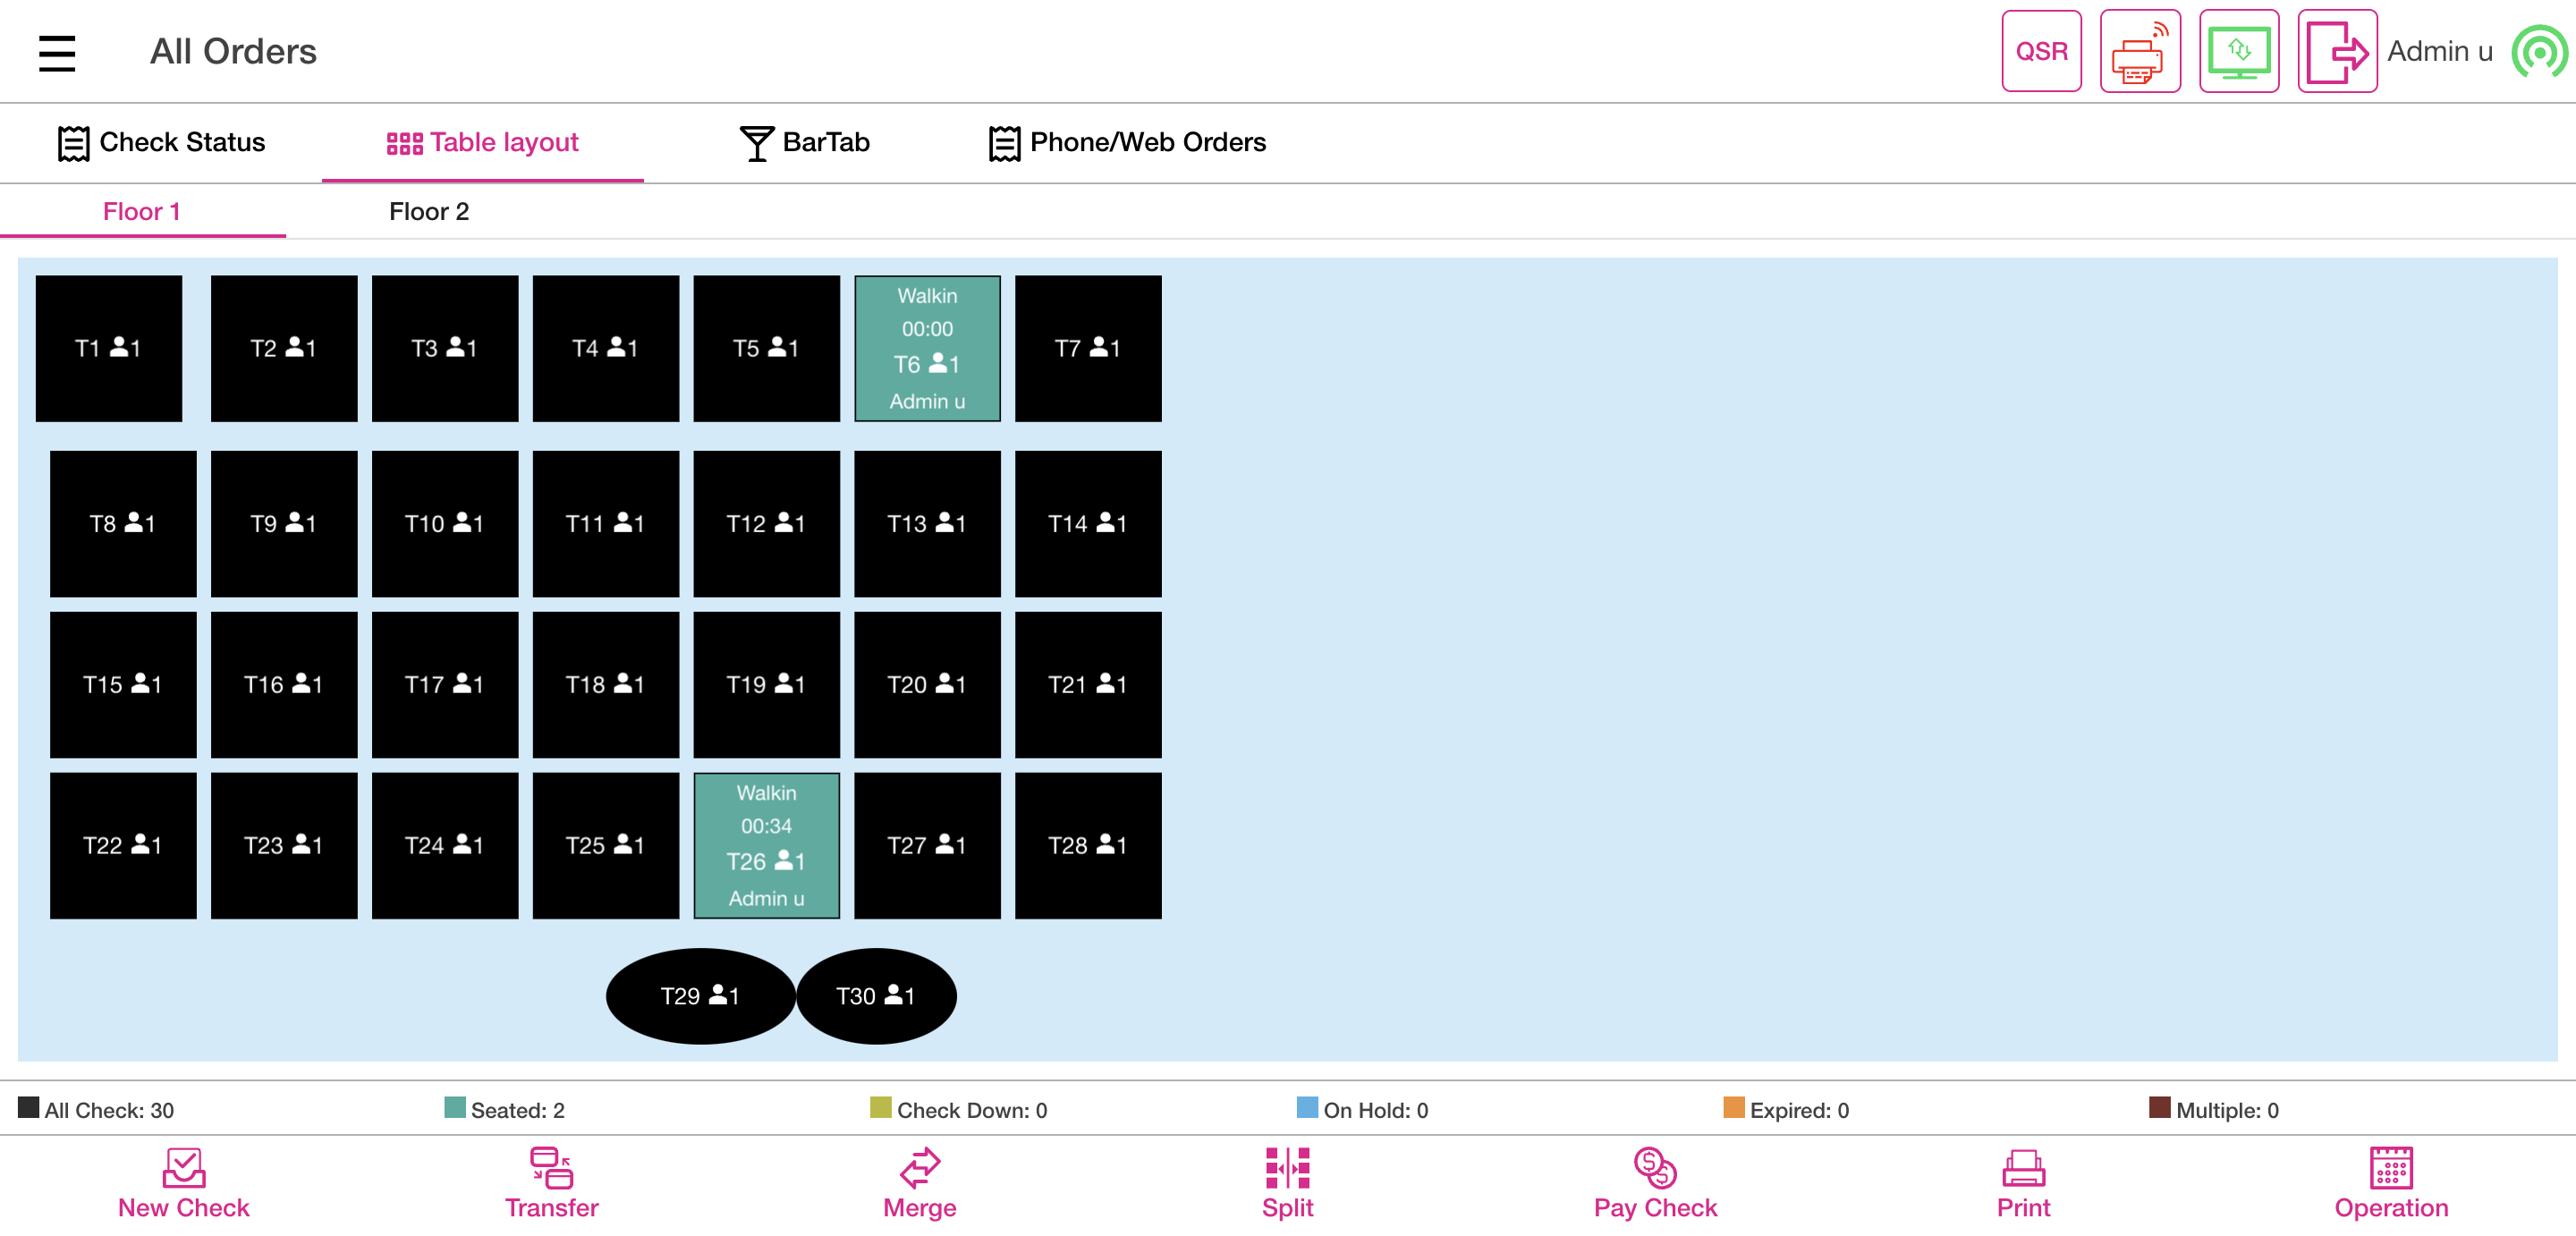 All Orders
QSR
Admin u
Check Status
Table layout
BarTab
Phone/Web Orders
Floor 1
Floor 2
T1 1
T2 1
T3 1
T4 1
T5 1
Walkin
00:00
T6 1
Admin u
T7 1
T8 1
T9 1
T10 1
T11 1
T12 1
T13 1
T14 1
T15 1
T16 1
T17 1
T18 1
T19 1
T20 1
T21 1
T22 1
T23 1
T24 1
T25 1
Walkin
00:34
T26 1
Admin u
T27 1
T28 1
T29 1
T30 1
All Check: 30
Seated: 2
Check Down: 0
On Hold: 0
Expired: 0
Multiple: 0
New Check
Transfer
Merge
Split
Pay Check
Print
Operation